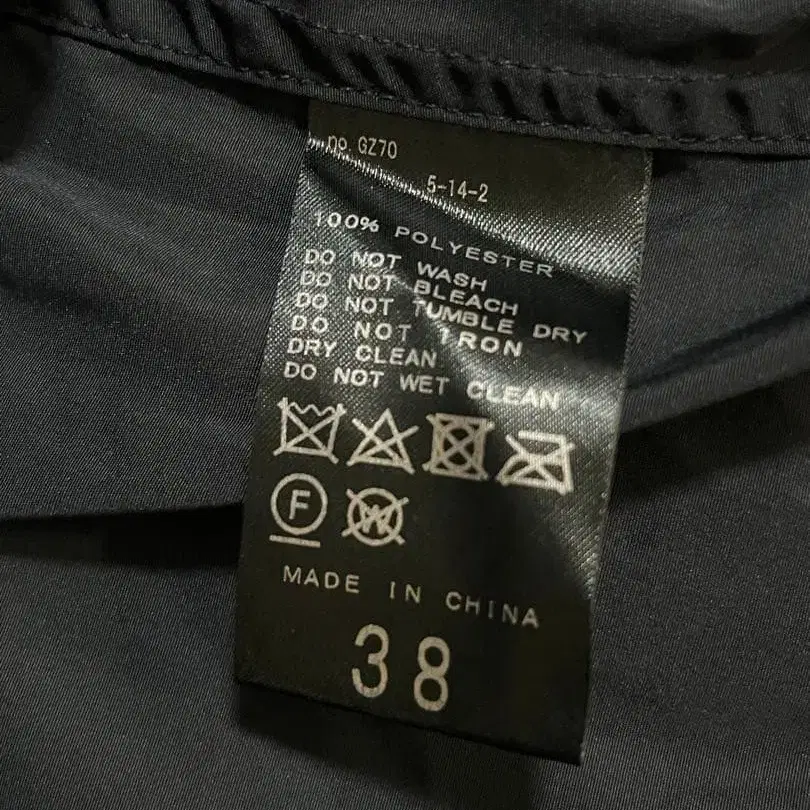 no. GZ70
5-14-2
100% POLYESTER
DO NOT WASH
DO NOT BLEACH
DO NOT TUMBLE DRY
DO NOT IRON
DRY CLEAN
DO NOT WET CLEAN
F W
MADE IN CHINA
38